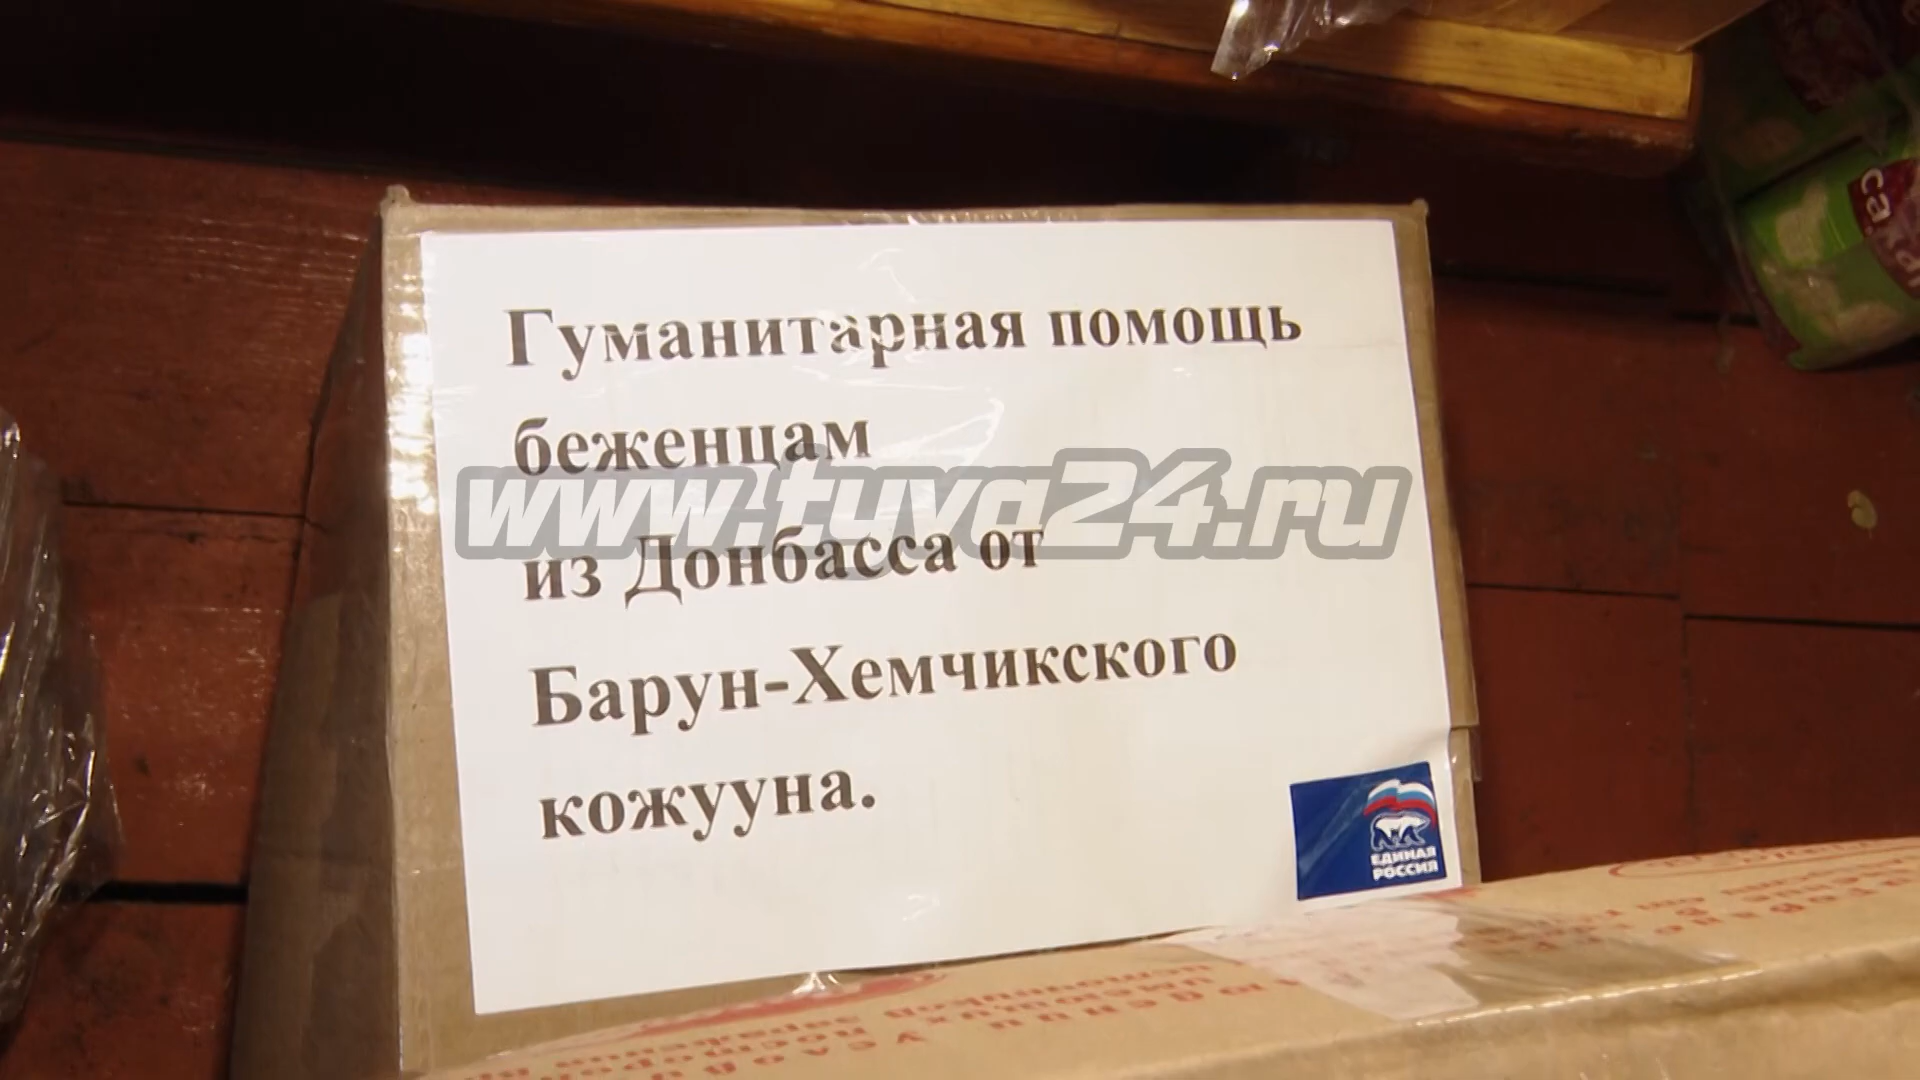 Гуманитарная помощь
беженцам
www.tuva24.ru
из Донбасса от
Барун-Хемчикского
кожууна.
ЕДИНАЯ
РОССИЯ